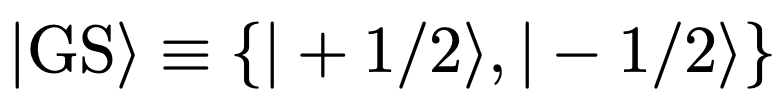 |GS⟩ ≡ {| + 1/2⟩, | − 1/2⟩}